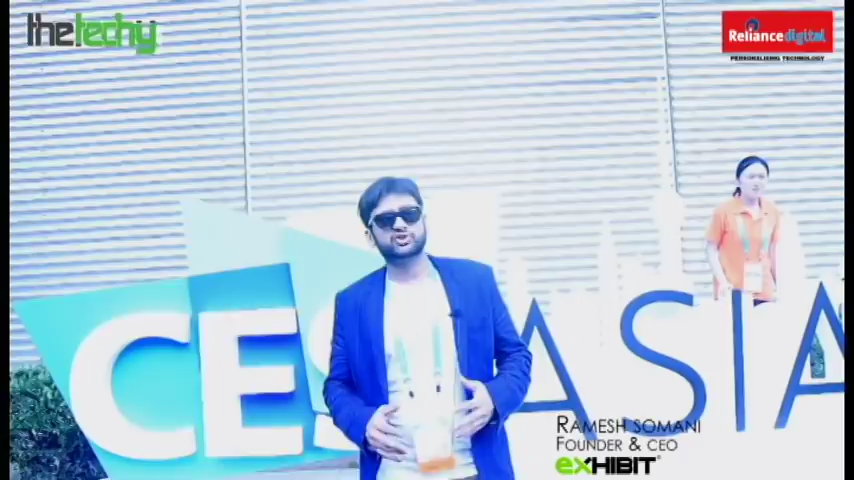 thetechy
Reliance digital
PERSONALISING TECHNOLOGY
CES ASIA
RAMESH SOMANI
FOUNDER & CEO
EXHIBIT